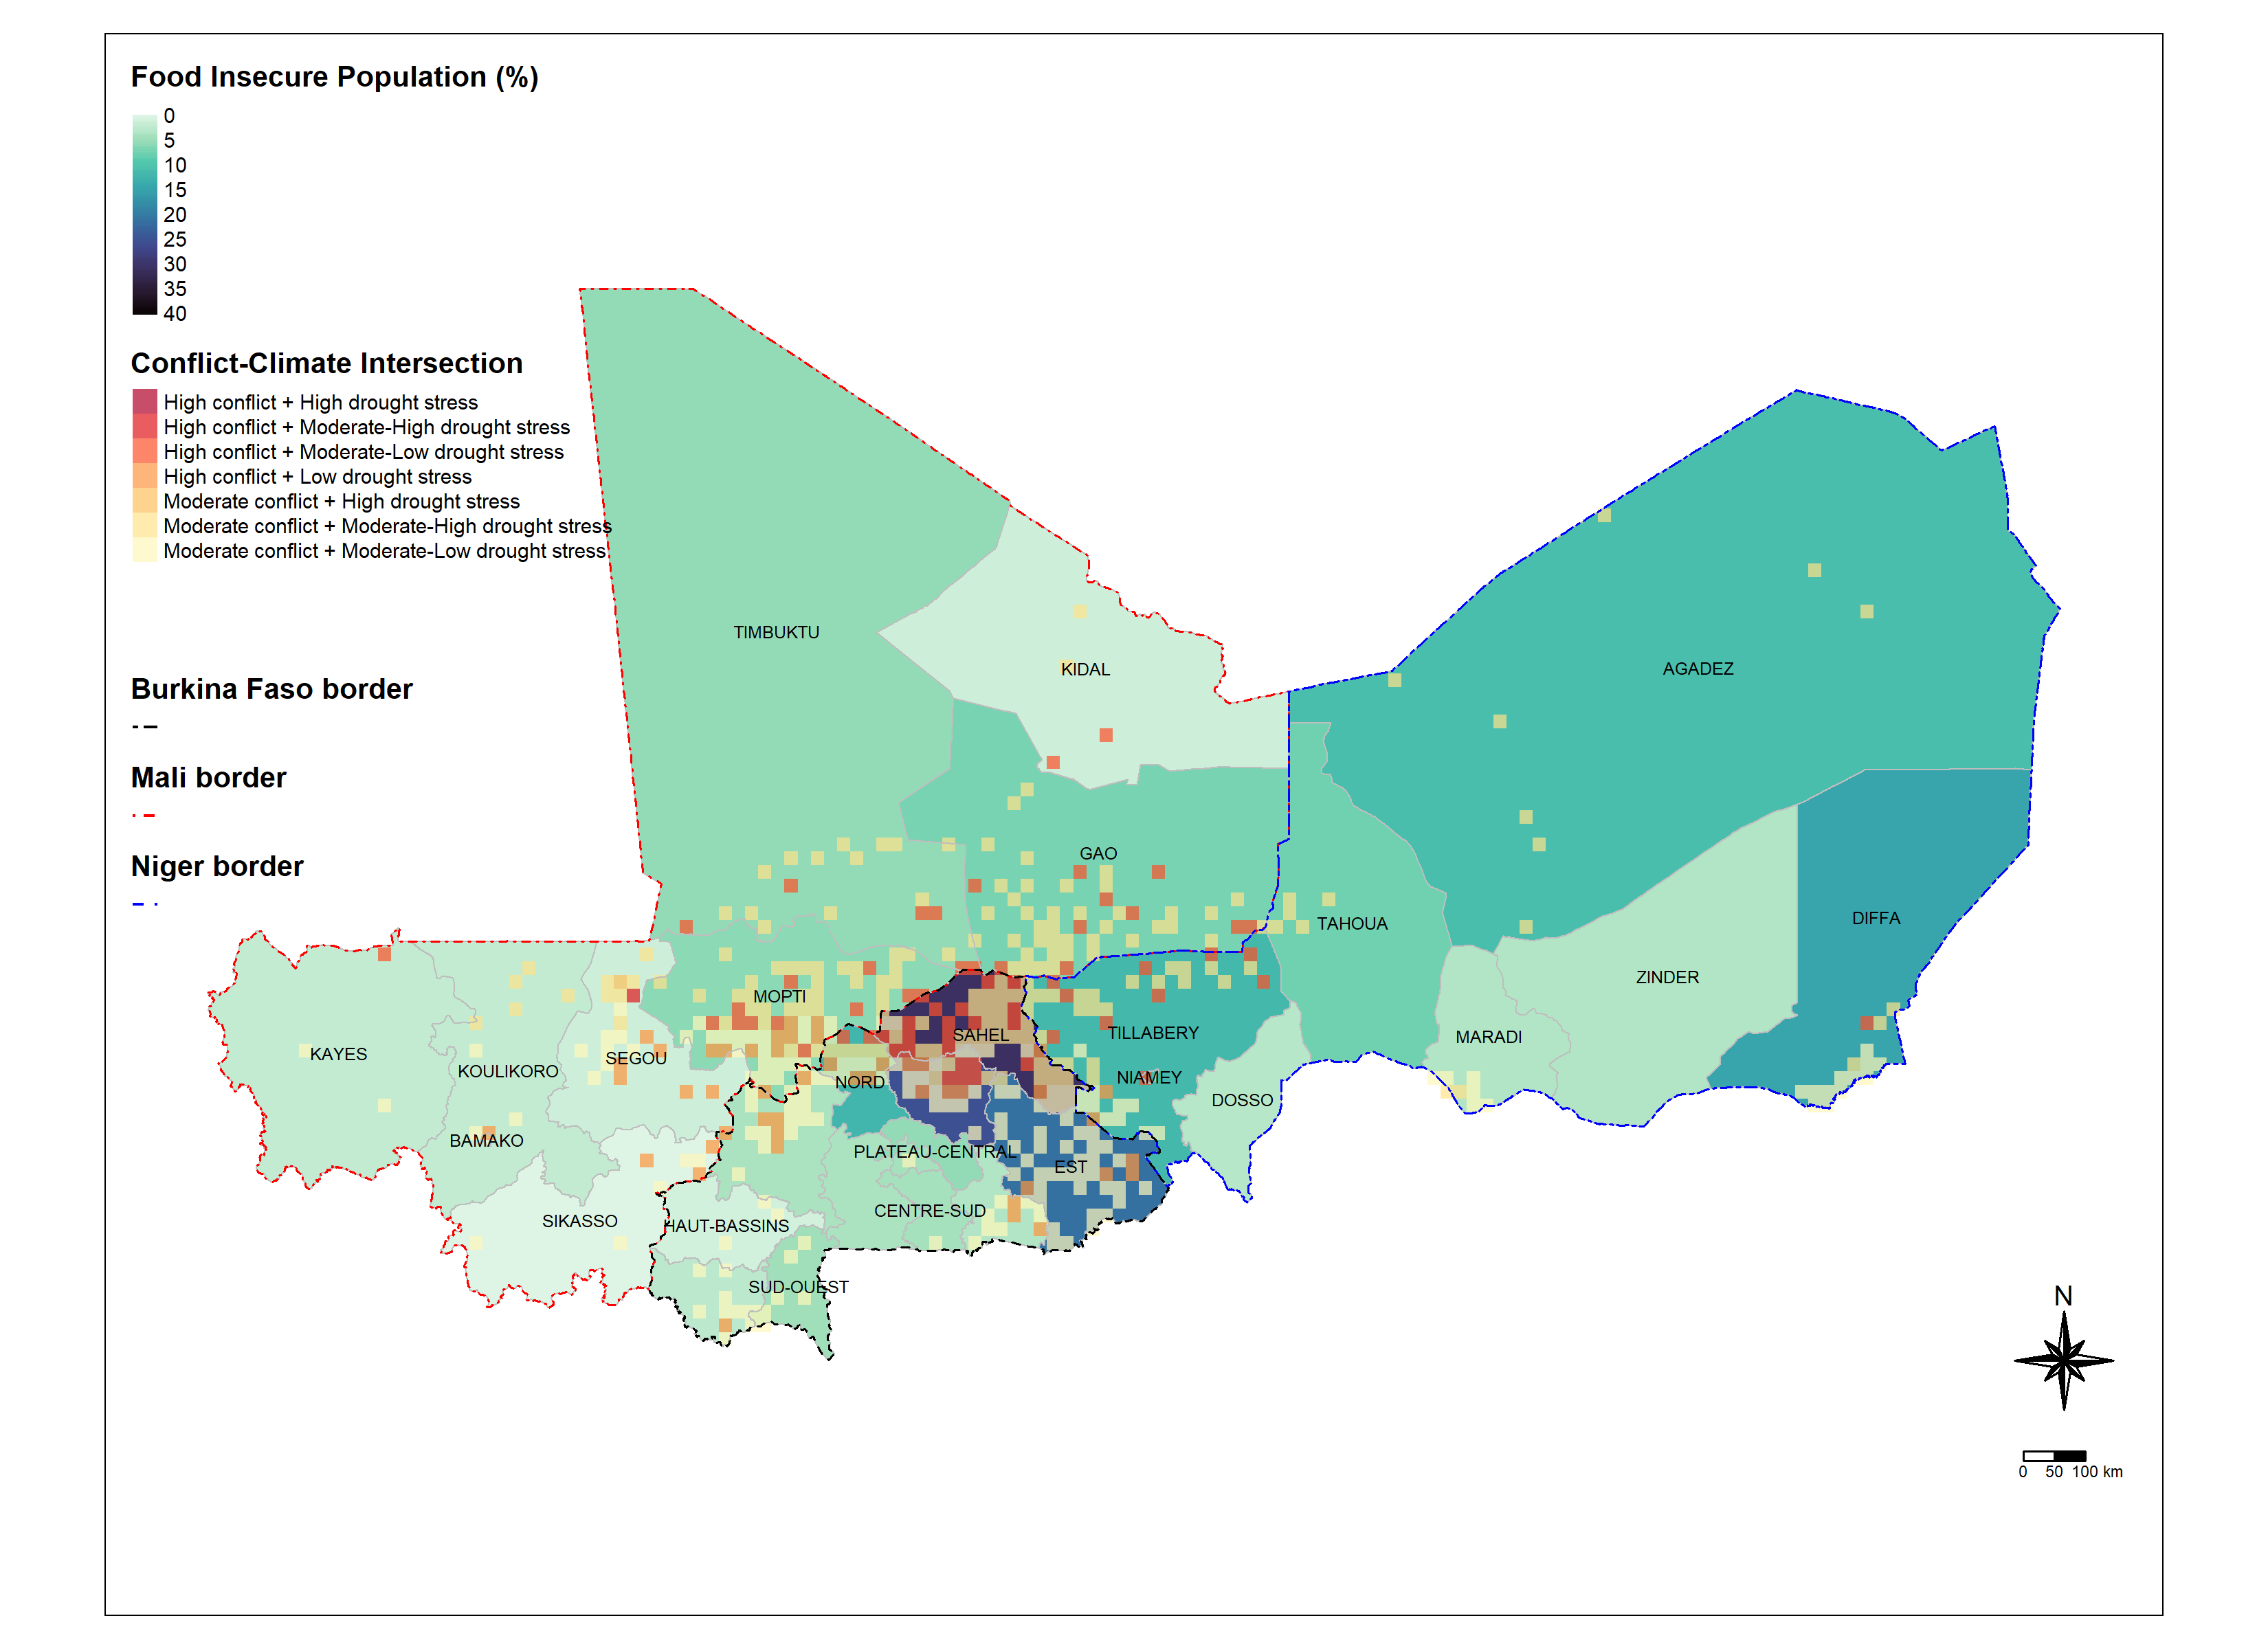 Food Insecure Population (%)
0
5
10
15
20
25
30
35
40
Conflict-Climate Intersection
High conflict + High drought stress
High conflict + Moderate-High drought stress
High conflict + Moderate-Low drought stress
High conflict + Low drought stress
Moderate conflict + High drought stress
Moderate conflict + Moderate-High drought stress
Moderate conflict + Moderate-Low drought stress
Burkina Faso border
Mali border
Niger border
TIMBUKTU
KIDAL
AGADEZ
GAO
TAHOUA
DIFFA
ZINDER
MOPTI
SAHEL
TILLABERY
MARADI
KAYES
SEGOU
KOULIKORO
NORD
NIAMEY
DOSSO
BAMAKO
PLATEAU-CENTRAL
EST
SIKASSO
HAUT-BASSINS
CENTRE-SUD
SUD-OUEST
N
0 50 100 km